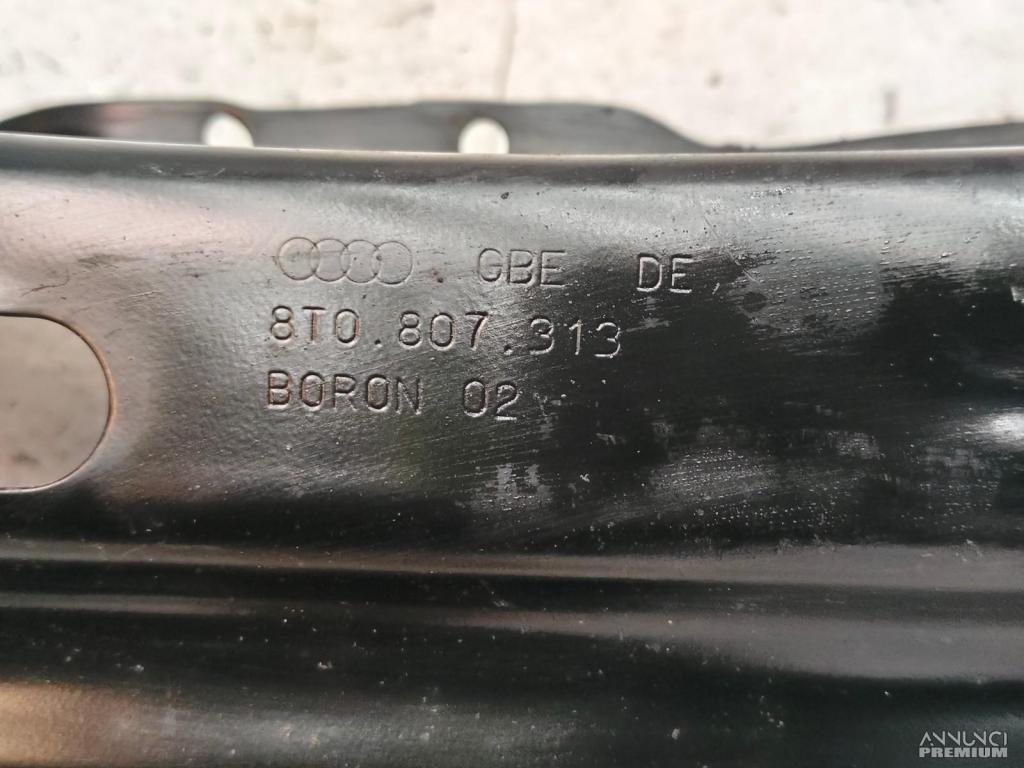 GBE DE
8T0.807.313
BORON 02
ANNUNCI
PREMIUM